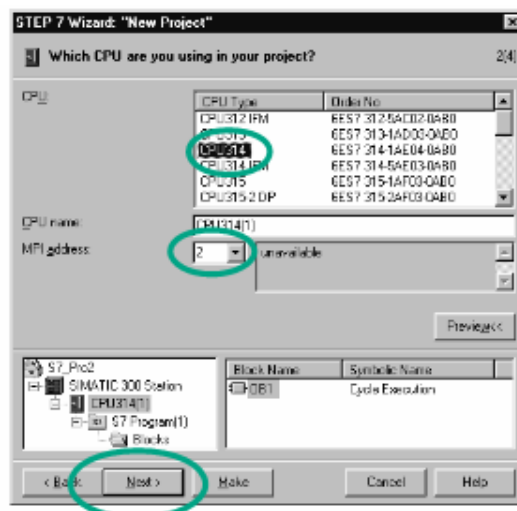 STEP 7 Wizard: "New Project"
Which CPU are you using in your project? 2(4)
CPU:
CPU Type Order No
CPU312 IFM 6ES7 312-5AC02-0AB0
CPU313 6ES7 313-1AD03-0AB0
CPU314 6ES7 314-1AE04-0AB0
CPU314 IFM 6ES7 314-5AE03-0AB0
CPU315 6ES7 315-1AF03-0AB0
CPU315-2 DP 6ES7 315-2AF03-0AB0
CPU name: CPU314(1)
MPI address: 2 unavailable
Preview<<
S7_Pro2
SIMATIC 300 Station
CPU314(1)
S7 Program(1)
Blocks
Block Name Symbolic Name
OB1 Cycle Execution
< Back Next > Make Cancel Help